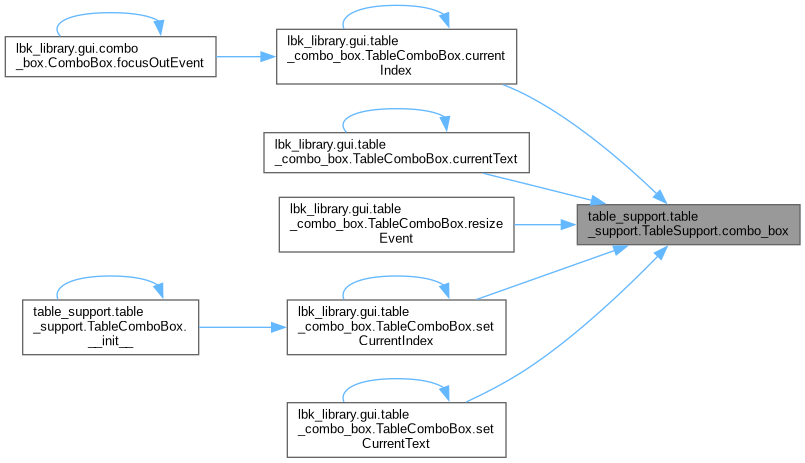 lbk_library.gui.combo
_box.ComboBox.focusOutEvent
lbk_library.gui.table
_combo_box.TableComboBox.current
Index
lbk_library.gui.table
_combo_box.TableComboBox.currentText
lbk_library.gui.table
_combo_box.TableComboBox.resize
Event
table_support.table
_support.TableSupport.combo_box
table_support.table
_support.TableComboBox.
__init__
lbk_library.gui.table
_combo_box.TableComboBox.set
CurrentIndex
lbk_library.gui.table
_combo_box.TableComboBox.set
CurrentText